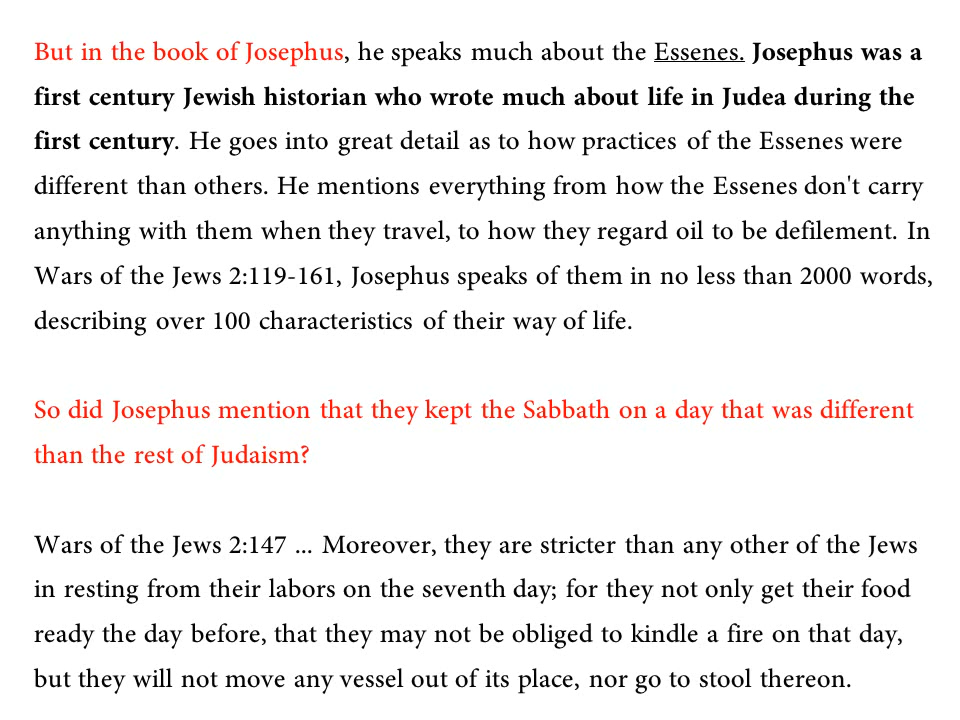 But in the book of Josephus, he speaks much about the Essenes. Josephus was a
first century Jewish historian who wrote much about life in Judea during the
first century. He goes into great detail as to how practices of the Essenes were
different than others. He mentions everything from how the Essenes don't carry
anything with them when they travel, to how they regard oil to be defilement. In
Wars of the Jews 2:119-161, Josephus speaks of them in no less than 2000 words,
describing over 100 characteristics of their way of life.
So did Josephus mention that they kept the Sabbath on a day that was different
than the rest of Judaism?
Wars of the Jews 2:147 ... Moreover, they are stricter than any other of the Jews
in resting from their labors on the seventh day; for they not only get their food
ready the day before, that they may not be obliged to kindle a fire on that day,
but they will not move any vessel out of its place, nor go to stool thereon.